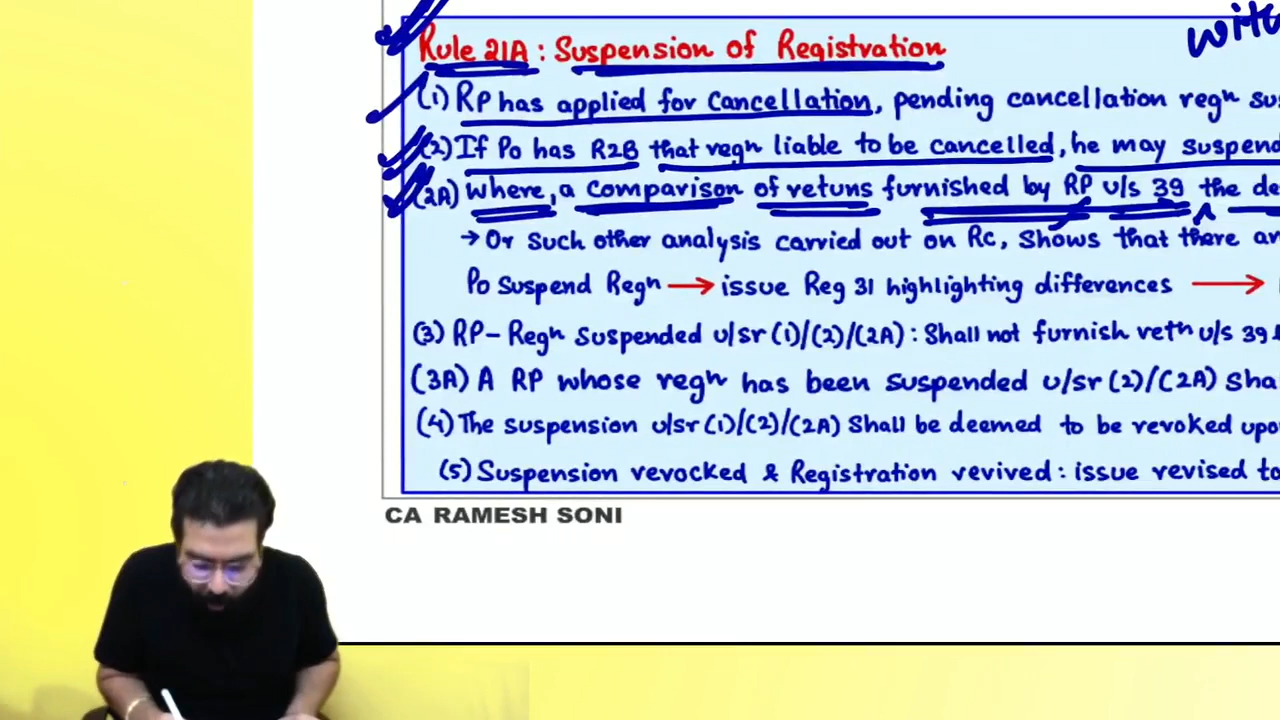 with
Rule 21A : Suspension of Registration
(1) RP has applied for Cancellation, pending cancellation regn su
(2) If Po has R2B that regn liable to be cancelled, he may suspend
(2A) where, a comparison of retuns furnished by RP u/s 39 the de
→ Or such other analysis carried out on Rc, shows that there ar
Po Suspend Regn → issue Reg 31 highlighting differences →
(3) RP - Regn Suspended u/sr (1)/(2)/(2A) : Shall not furnish retn u/s 39
(3A) A RP whose regn has been suspended u/sr (2)/(2A) sha
(4) The suspension u/sr (1)/(2)/(2A) Shall be deemed to be revoked upo
(5) Suspension revocked & Registration revived : issue revised to
CA RAMESH SONI